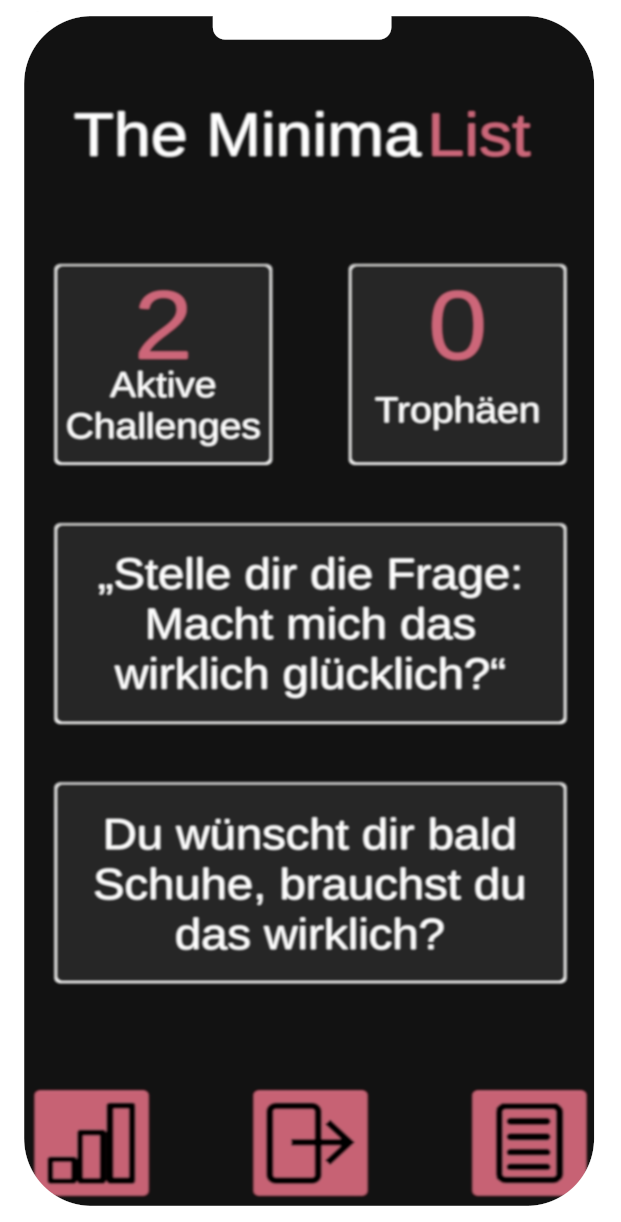 The MinimaList
2
Aktive
Challenges
0
Trophäen
„Stelle dir die Frage:
Macht mich das
wirklich glücklich?“
Du wünscht dir bald
Schuhe, brauchst du
das wirklich?